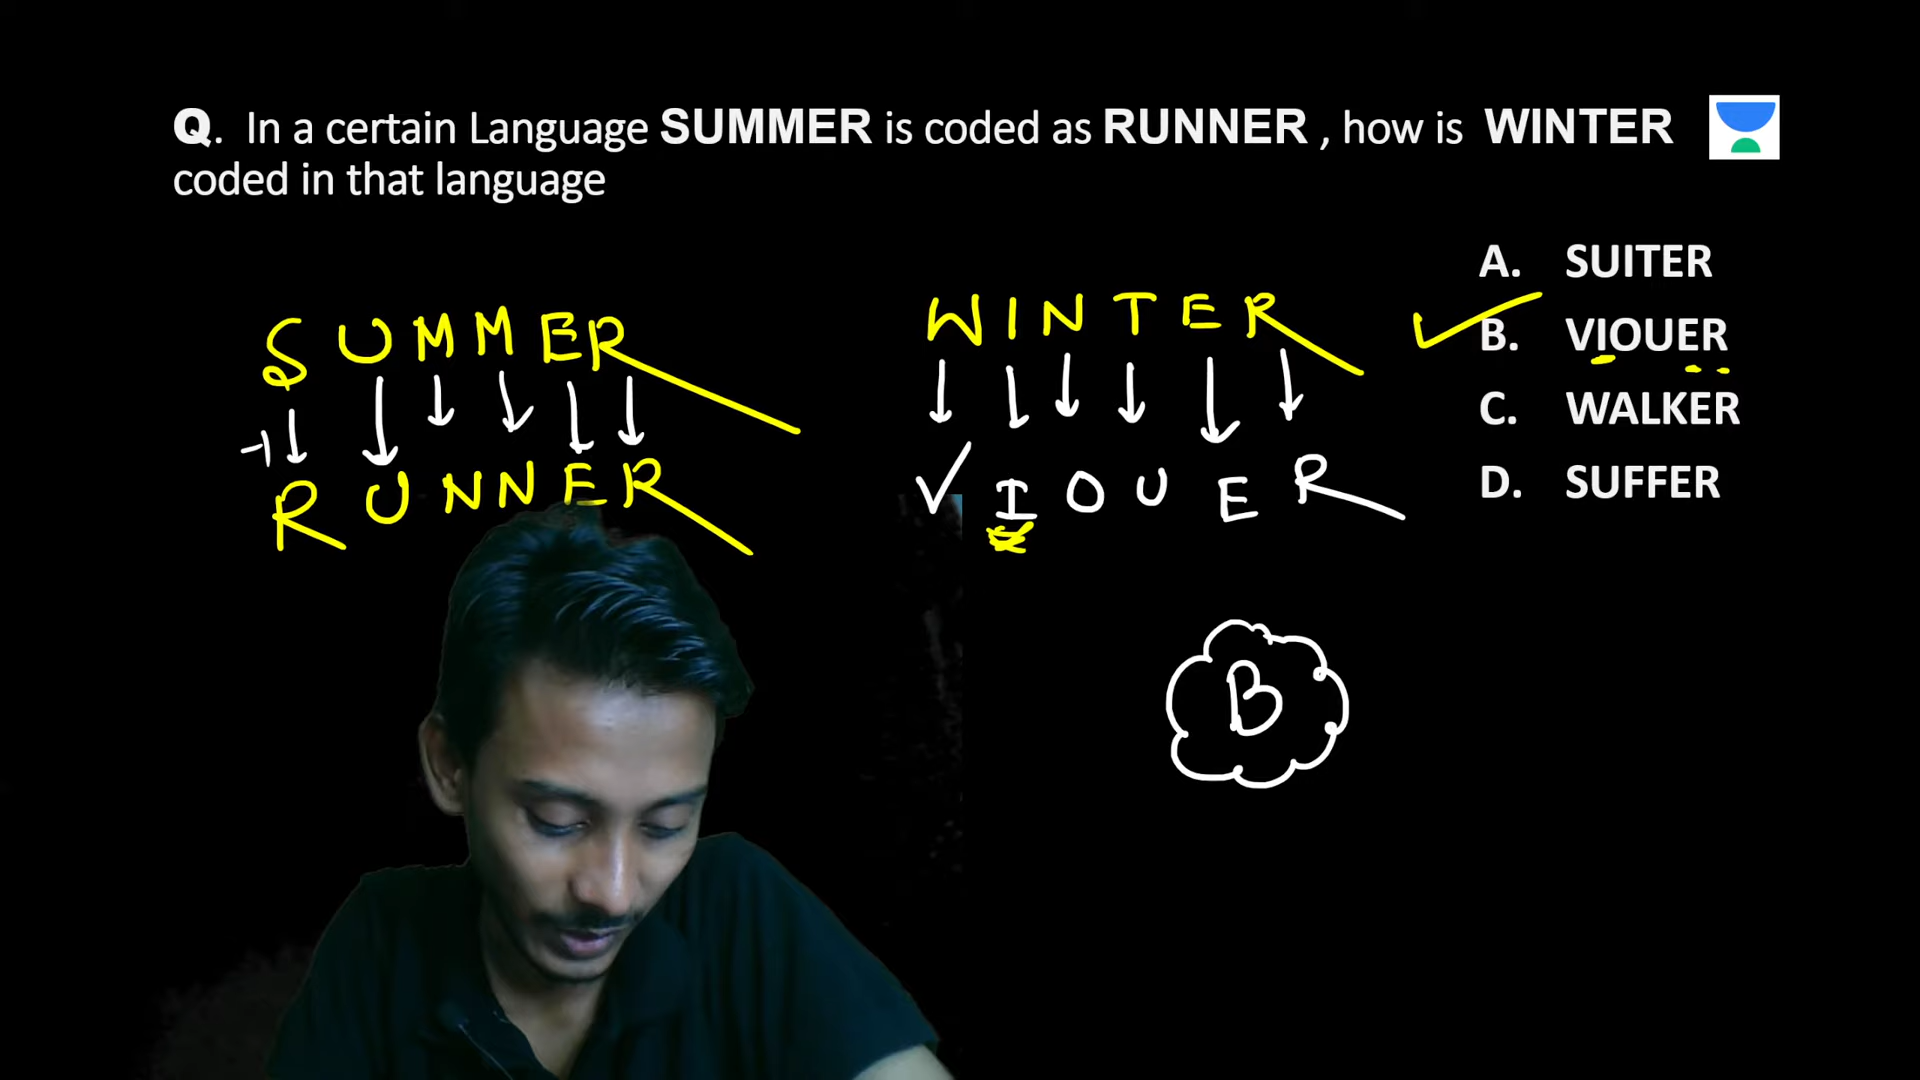 Q. In a certain Language SUMMER is coded as RUNNER , how is WINTER
coded in that language
A. SUITER
B. VIOUER
C. WALKER
D. SUFFER
SUMMER
-1
RUNNER
WINTER
VIOUER
B